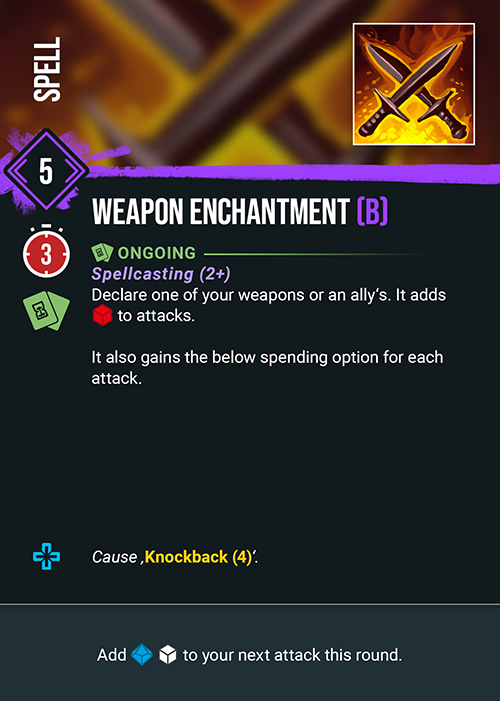 SPELL
5
WEAPON ENCHANTMENT (B)
3
ONGOING
Spellcasting (2+)
Declare one of your weapons or an ally’s. It adds
to attacks.
It also gains the below spending option for each
attack.
Cause ‚Knockback (4)‘.
Add to your next attack this round.